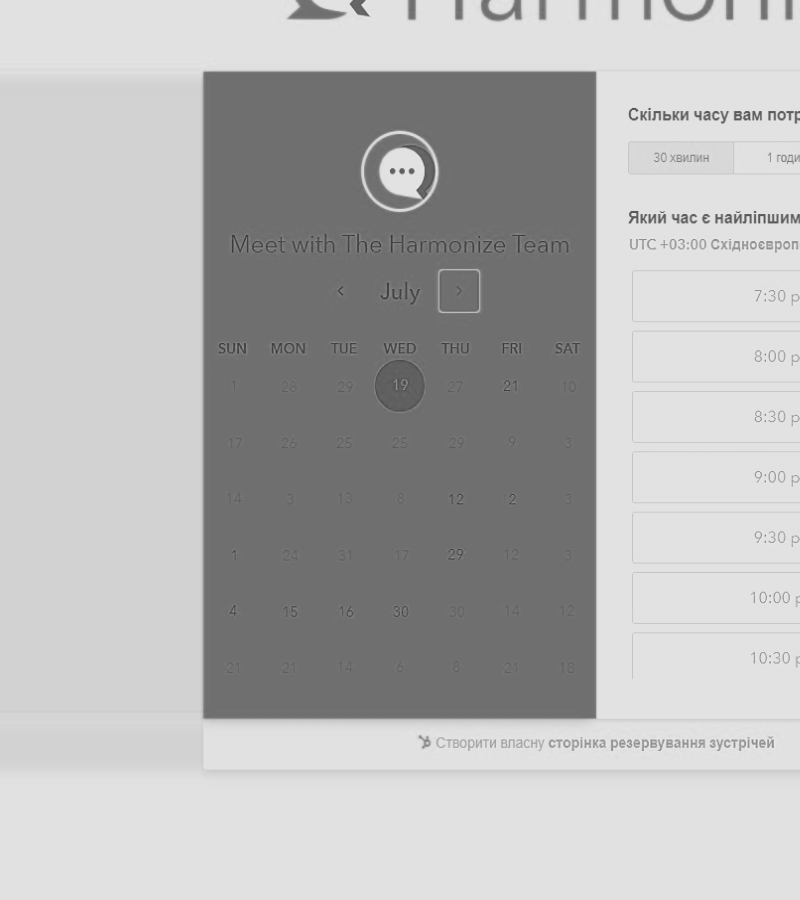 Harmoni
Meet with The Harmonize Team
July
SUN MON TUE WED THU FRI SAT
1 28 29 19 27 21 10
17 26 25 25 29 9 3
14 3 13 8 12 2 3
1 24 31 17 29 12 3
4 15 16 30 30 14 12
21 21 14 6 8 21 18
Скільки часу вам потр
30 хвилин 1 годи
Який час є найліпшим
UTC +03:00 Східноєвроп
7:30 р
8:00 р
8:30 р
9:00 р
9:30 р
10:00 р
10:30 р
Створити власну сторінка резервування зустрічей